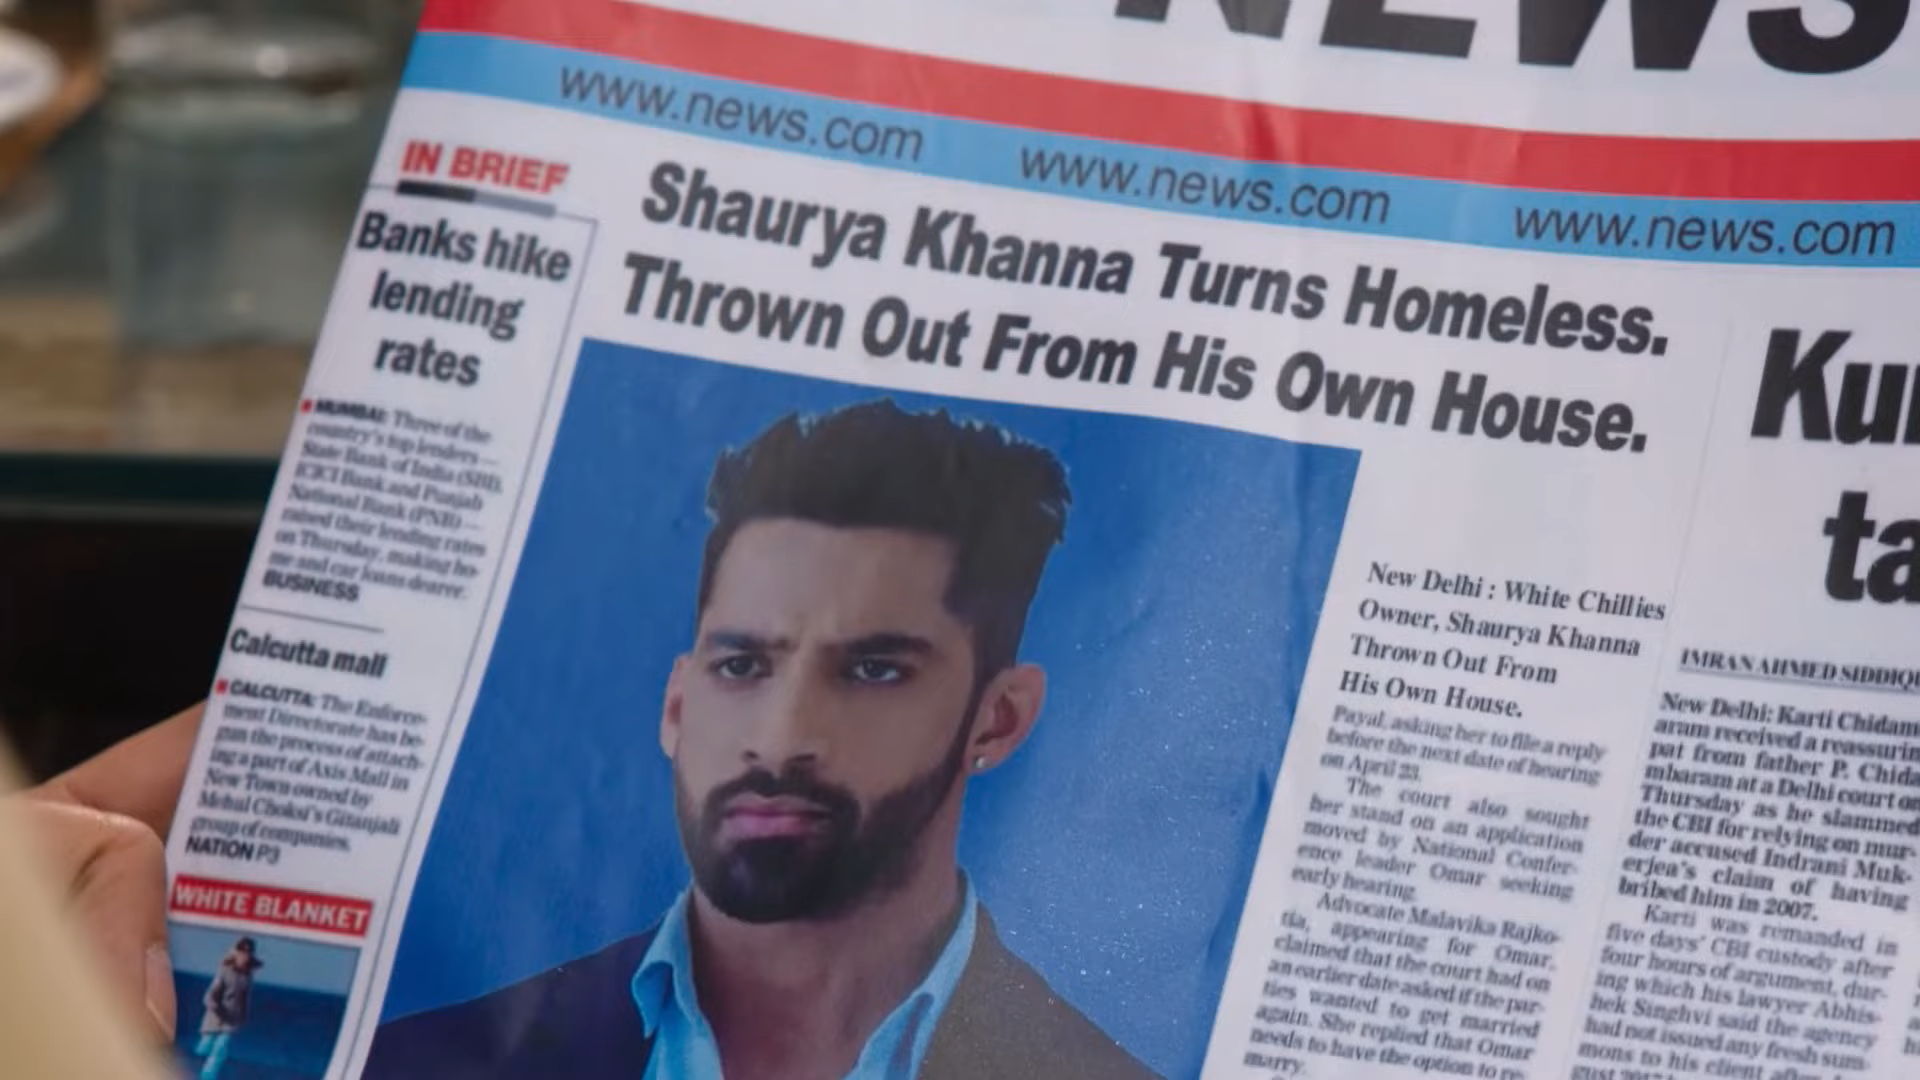 NEWS
www.news.com www.news.com www.news.com
IN BRIEF
Banks hike
lending
rates
MUMBAI: Three of the
country's top lenders —
State Bank of India (SBI),
ICICI Bank and Punjab
National Bank (PNB) —
raised their lending rates
on Thursday, making ho-
me and car loans dearer.
BUSINESS
Calcutta mall
CALCUTTA: The Enforce-
ment Directorate has be-
gun the process of attach-
ing a part of Axis Mall in
New Town owned by
Mehul Choksi's Gitanjali
group of companies.
NATION P3
WHITE BLANKET
Shaurya Khanna Turns Homeless.
Thrown Out From His Own House.
New Delhi : White Chillies
Owner, Shaurya Khanna
Thrown Out From
His Own House.
Payal, asking her to file a reply
before the next date of hearing
on April 23.
The court also sought
her stand on an application
moved by National Confer-
ence leader Omar seeking
early hearing.
Advocate Malavika Rajko-
tia, appearing for Omar,
claimed that the court had on
an earlier date asked if the par-
ties wanted to get married
again. She replied that Omar
needs to have the option to re-
marry.
Ku
ta
IMRAN AHMED SIDDIQU
New Delhi: Karti Chidam
aram received a reassurin
pat from father P. Chida
mbaram at a Delhi court on
Thursday as he slammed
the CBI for relying on mur-
der accused Indrani Muk-
erjea's claim of having
bribed him in 2007.
Karti was remanded in
five days' CBI custody after
four hours of argument, dur-
ing which his lawyer Abhis-
hek Singhvi said the agency
had not issued any fresh sum-
mons to his client after